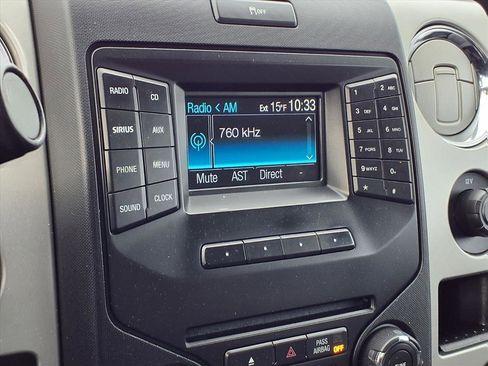 OFF
RADIO
CD
SIRIUS
AUX
PHONE
MENU
SOUND
CLOCK
Radio < AM Ext 15°F 10:33
760 kHz
Mute AST Direct -
1 2 ABC
3 DEF 4 GHI
5 JKL 6 MNO
7 PQRS 8 TUV
9 WXYZ 0
* #
12V
PASS
AIRBAG OFF
TUNE